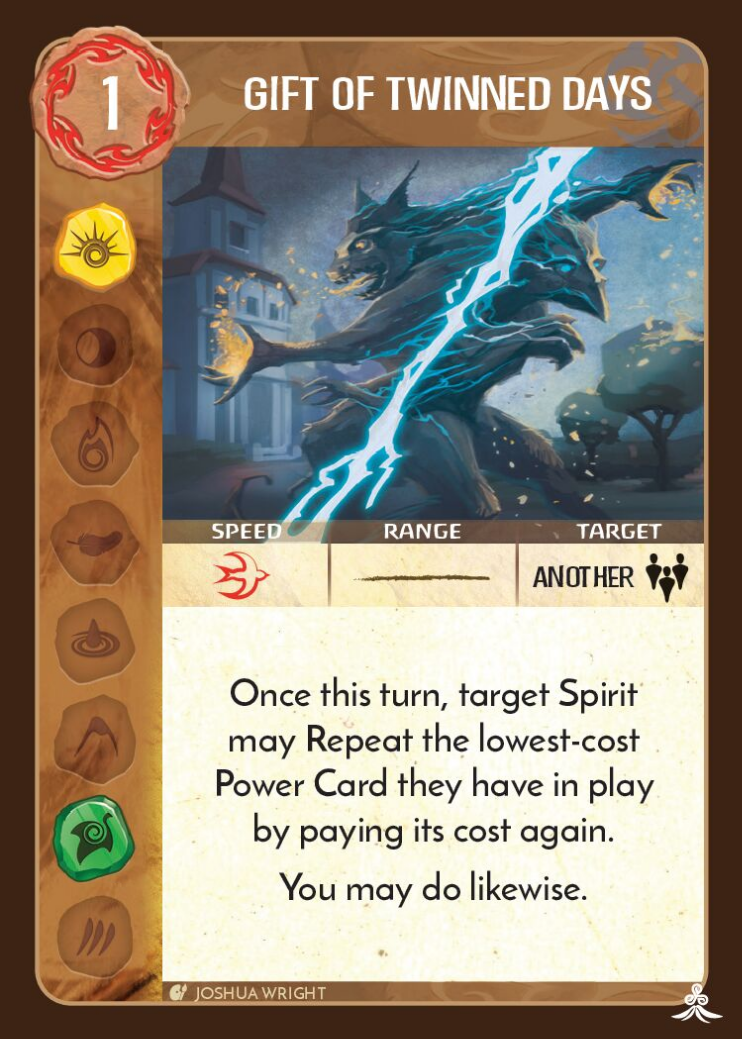 1
GIFT OF TWINNED DAYS
SPEED RANGE TARGET
ANOTHER
Once this turn, target Spirit
may Repeat the lowest-cost
Power Card they have in play
by paying its cost again.
You may do likewise.
JOSHUA WRIGHT